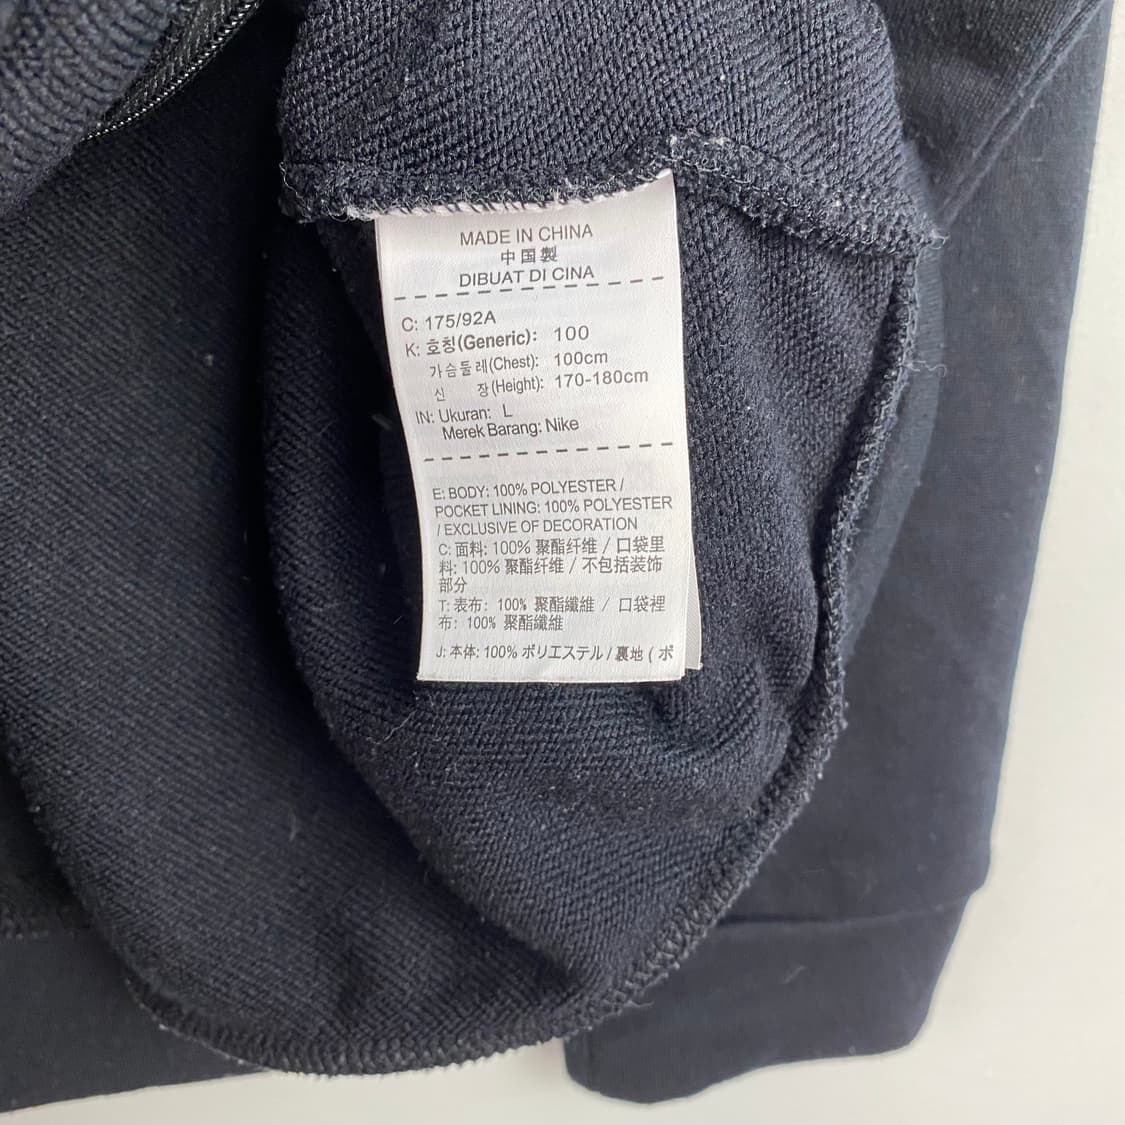 MADE IN CHINA
中国製
DIBUAT DI CINA
C: 175/92A
K: 호칭(Generic): 100
가슴둘레(Chest): 100cm
신 장(Height): 170-180cm
IN: Ukuran: L
Merek Barang: Nike
E: BODY: 100% POLYESTER /
POCKET LINING: 100% POLYESTER
/ EXCLUSIVE OF DECORATION
C: 面料: 100% 聚酯纤维 / 口袋里
料: 100% 聚酯纤维 / 不包括装饰
部分
T: 表布: 100% 聚酯纖維 / 口袋裡
布: 100% 聚酯纖維
J: 本体: 100% ポリエステル / 裏地 ( ポ